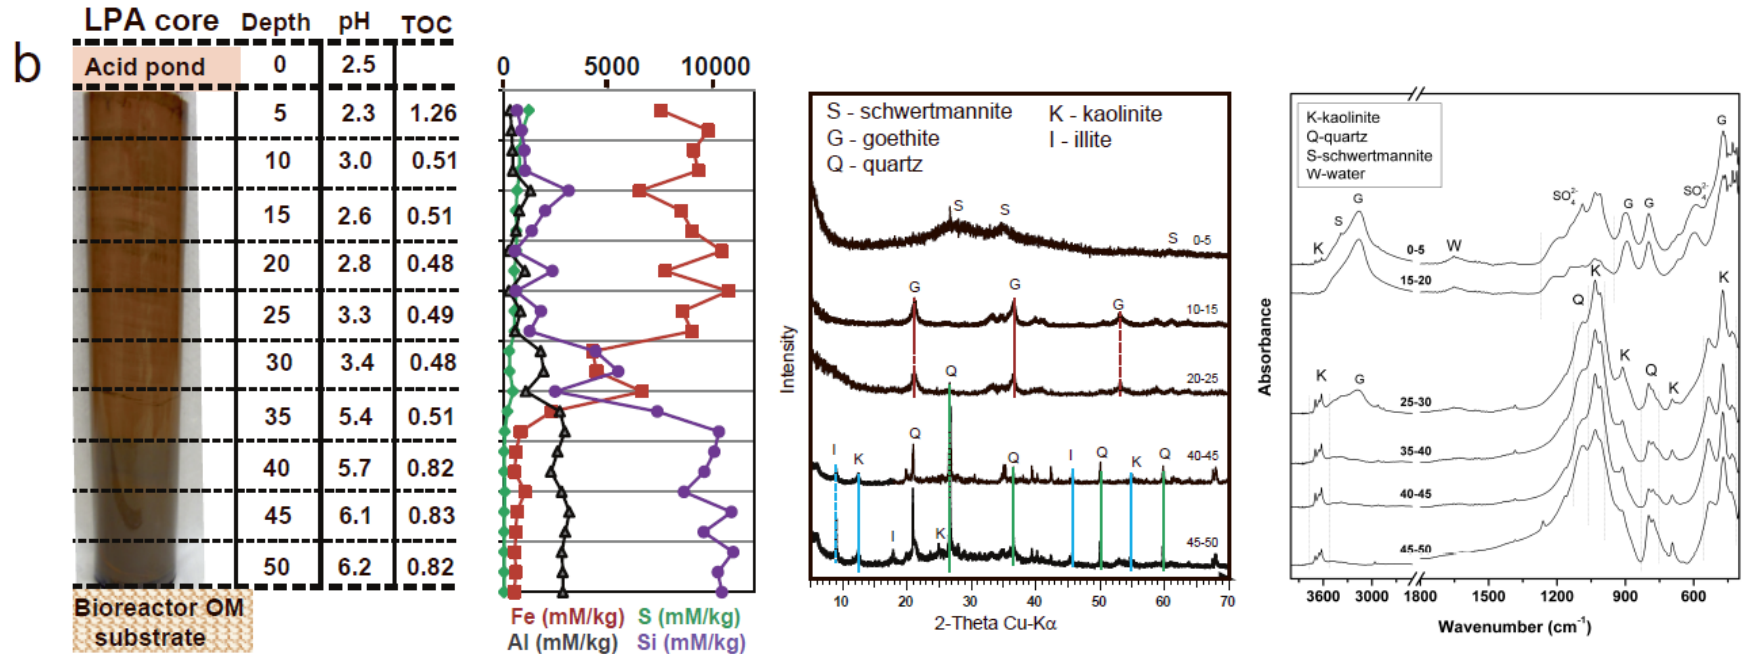 b
LPA core Depth pH TOC
Acid pond 0 2.5
5 2.3 1.26
10 3.0 0.51
15 2.6 0.51
20 2.8 0.48
25 3.3 0.49
30 3.4 0.48
35 5.4 0.51
40 5.7 0.82
45 6.1 0.83
50 6.2 0.82
Bioreactor OM
substrate
0 5000 10000
Fe (mM/kg) S (mM/kg)
Al (mM/kg) Si (mM/kg)
S - schwertmannite K - kaolinite
G - goethite I - illite
Q - quartz
S S S 0-5
G G G 10-15
Q 20-25
I K Q Q I Q K Q 40-45
I K 45-50
Intensity
10 20 30 40 50 60 70
2-Theta Cu-Kα
K-kaolinite
Q-quartz
S-schwertmannite
W-water
G
SO₄²⁻ SO₄²⁻
S G G G
K W 0-5
15-20
K K
Q
K Q K
K G 25-30
35-40
40-45
45-50
Absorbance
3600 3000 1800 1500 1200 900 600
Wavenumber (cm⁻¹)